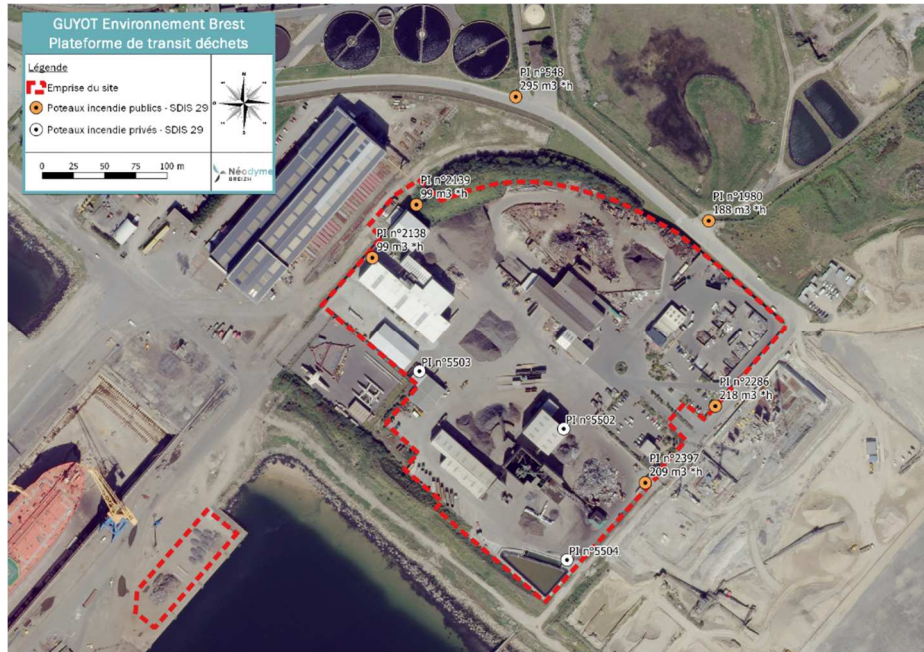 GUYOT Environnement Brest
Plateforme de transit déchets
Légende
Emprise du site
Poteaux incendie publics - SDIS 29
Poteaux incendie privés - SDIS 29
N
0 25 50 75 100 m
Néodyme
BREIZH
PI n°548
295 m3 *h
PI n°2139
99 m3 *h
PI n°1980
188 m3 *h
PI n°2138
99 m3 *h
PI n°5503
PI n°2286
218 m3 *h
PI n°5502
PI n°2397
209 m3 *h
PI n°5504